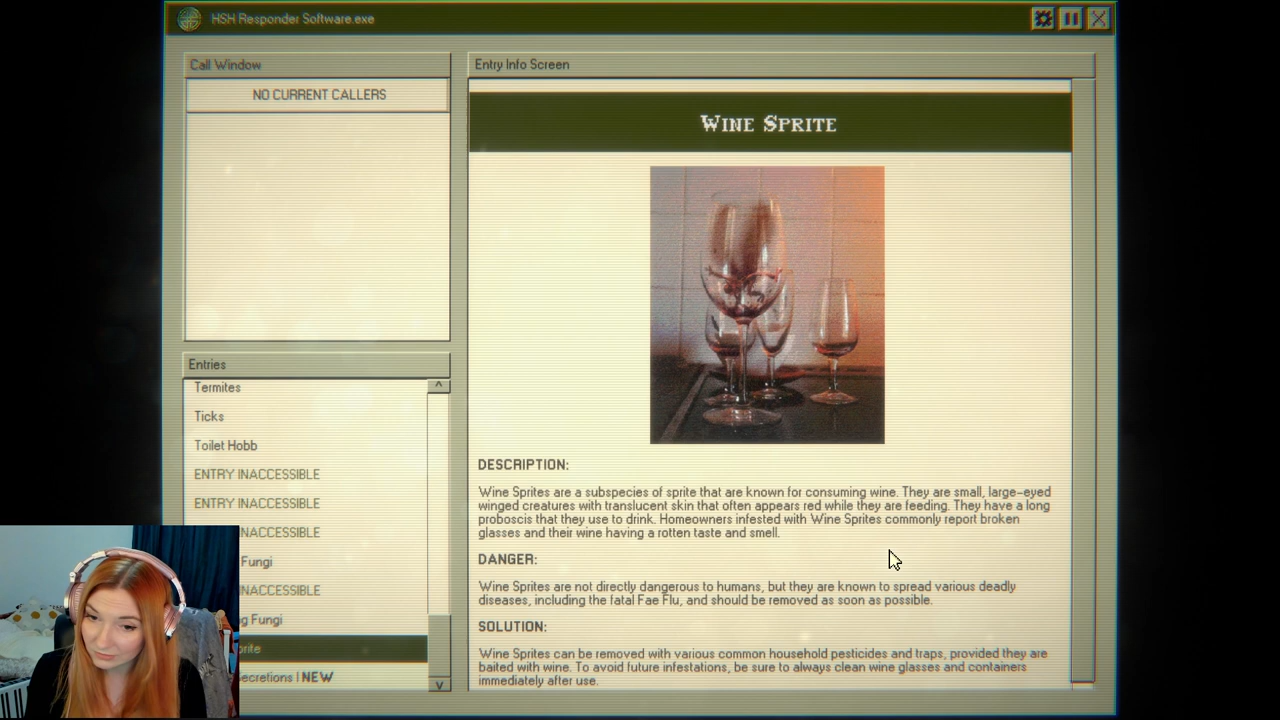 HSH Responder Software.exe
Call Window
NO CURRENT CALLERS
Entries
Termites
Ticks
Toilet Hobb
ENTRY INACCESSIBLE
ENTRY INACCESSIBLE
INACCESSIBLE
Fungi
INACCESSIBLE
g Fungi
rite
ecretions | NEW
Entry Info Screen
WINE SPRITE
DESCRIPTION:
Wine Sprites are a subspecies of sprite that are known for consuming wine. They are small, large-eyed
winged creatures with translucent skin that often appears red while they are feeding. They have a long
proboscis that they use to drink. Homeowners infested with Wine Sprites commonly report broken
glasses and their wine having a rotten taste and smell.
DANGER:
Wine Sprites are not directly dangerous to humans, but they are known to spread various deadly
diseases, including the fatal Fae Flu, and should be removed as soon as possible.
SOLUTION:
Wine Sprites can be removed with various common household pesticides and traps, provided they are
baited with wine. To avoid future infestations, be sure to always clean wine glasses and containers
immediately after use.